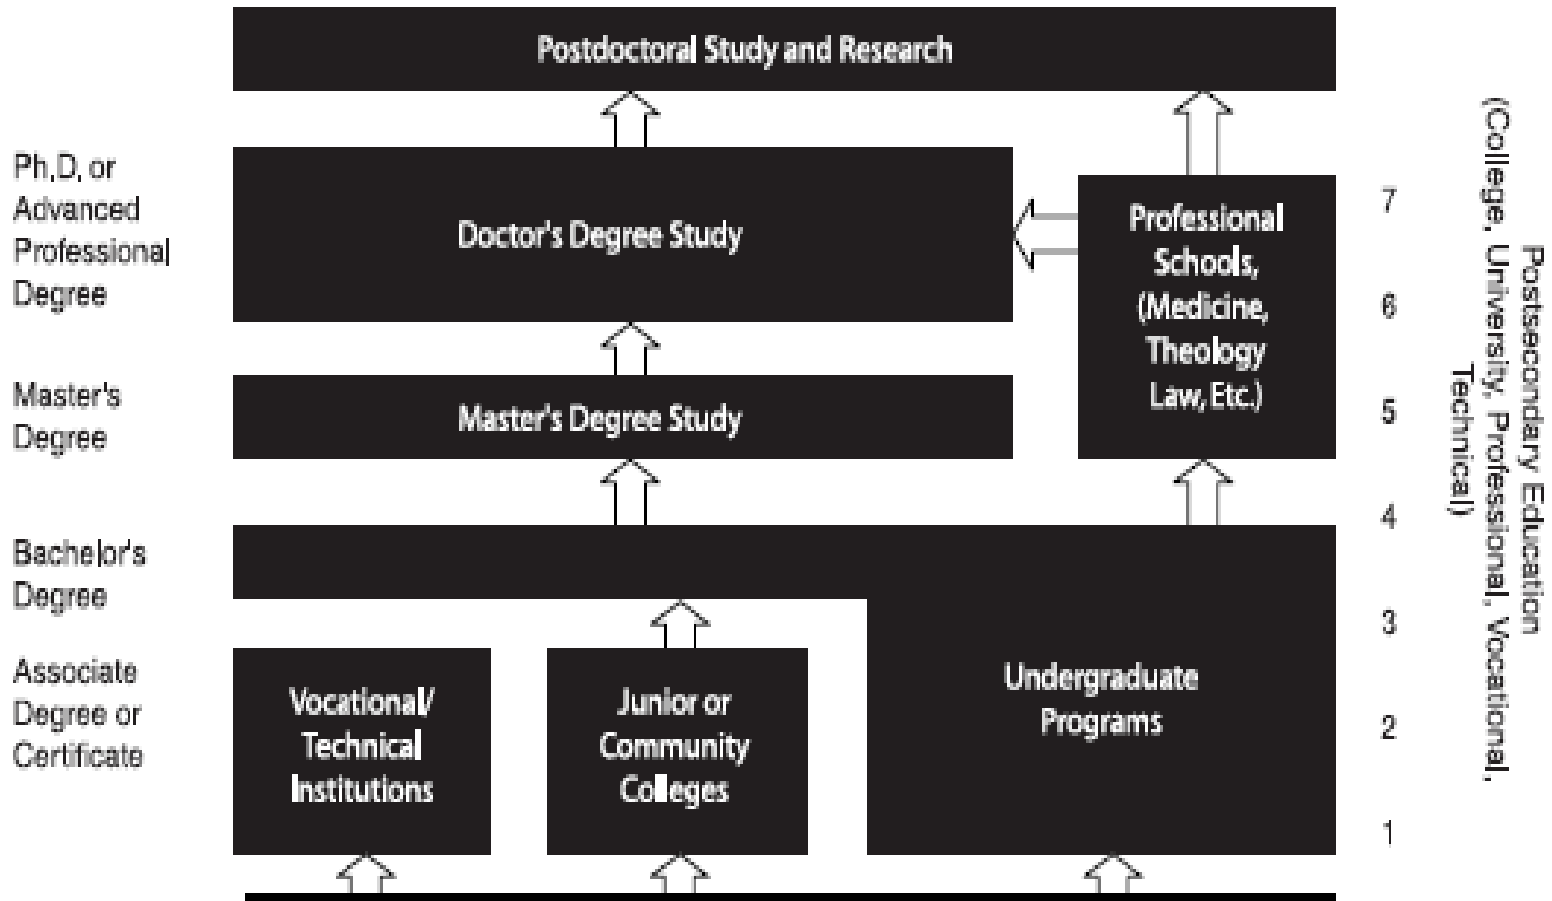 Postdoctoral Study and Research
Ph.D. or
Advanced
Professional
Degree
Doctor's Degree Study
Professional
Schools,
(Medicine,
Theology
Law, Etc.)
7
6
Master's
Degree
Master's Degree Study
5
4
Bachelor's
Degree
3
Associate
Degree or
Certificate
Vocational/
Technical
Institutions
Junior or
Community
Colleges
Undergraduate
Programs
2
1
Postsecondary Education
(College, University, Professional, Vocational,
Technical)